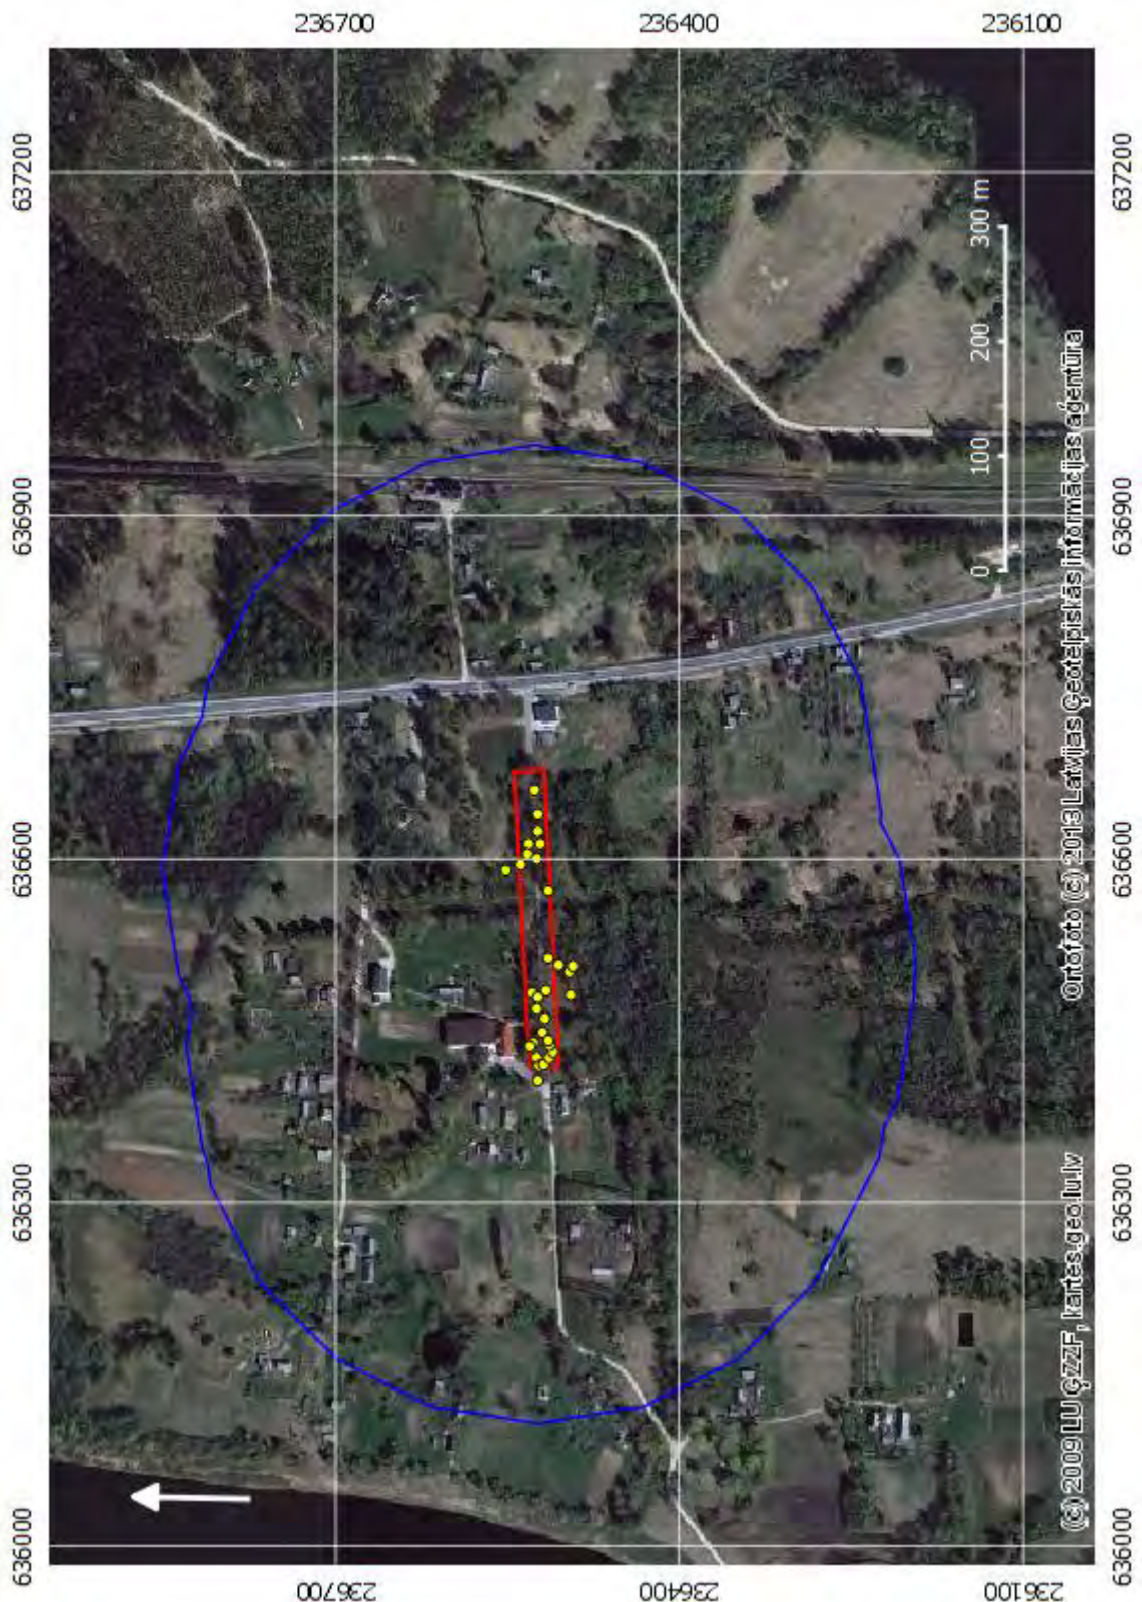 236700 236400 236100
637200 637200
300 m
200
100
0
636900 636900
636600 636600
636300 636300
636000 636000
(c) 2009 LU ĢZZF, kartes.geo.lu.lv Ortofoto (c) 2013 Latvijas Ģeotelpiskās informācijas aģentūra
236700 236400 236100